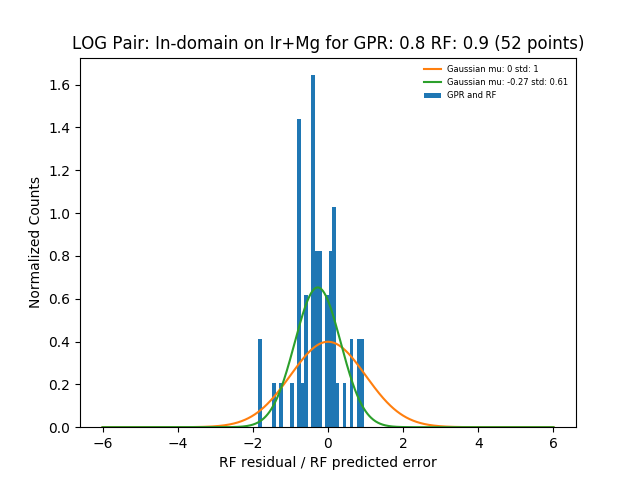 LOG Pair: In-domain on Ir+Mg for GPR: 0.8 RF: 0.9 (52 points)
Gaussian mu: 0 std: 1
Gaussian mu: -0.27 std: 0.61
GPR and RF
Normalized Counts
1.6
1.4
1.2
1.0
0.8
0.6
0.4
0.2
0.0
−6 −4 −2 0 2 4 6
RF residual / RF predicted error